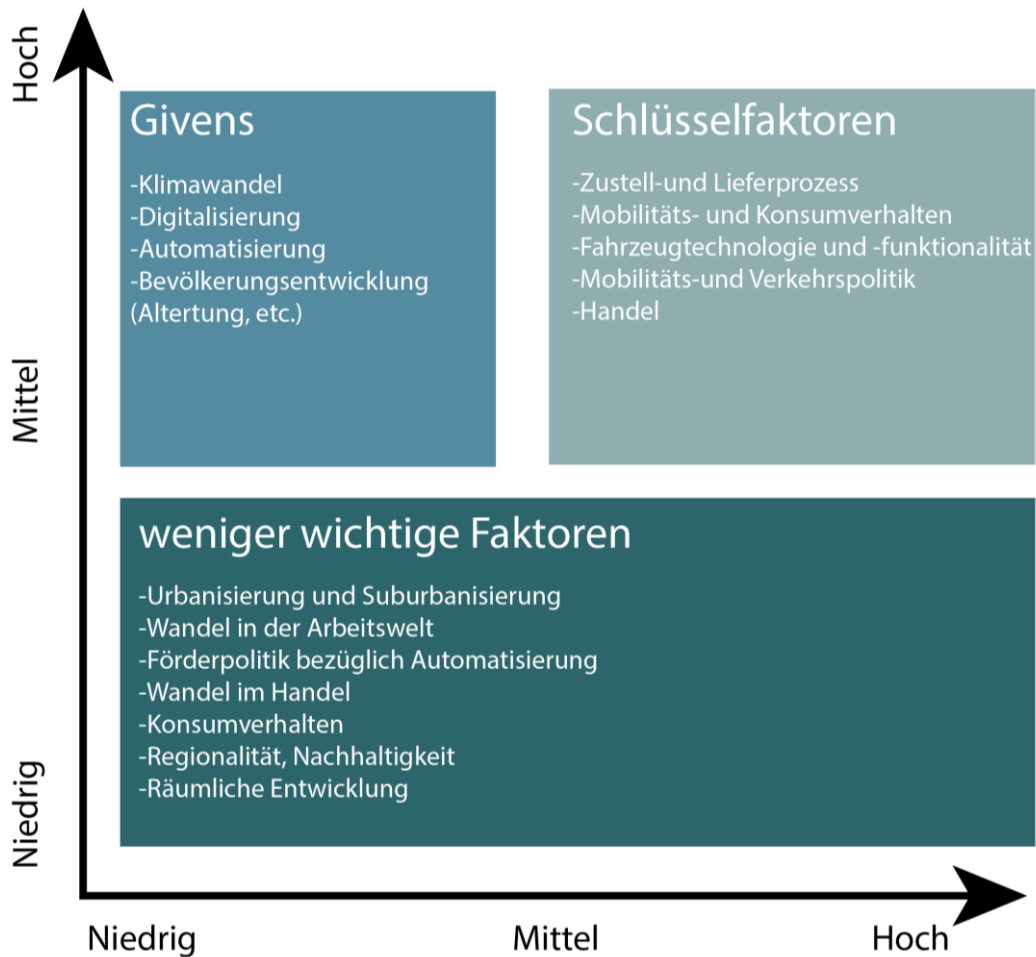 Hoch
Mittel
Niedrig
Givens
-Klimawandel
-Digitalisierung
-Automatisierung
-Bevölkerungsentwicklung
(Altertung, etc.)
Schlüsselfaktoren
-Zustell-und Lieferprozess
-Mobilitäts- und Konsumverhalten
-Fahrzeugtechnologie und -funktionalität
-Mobilitäts-und Verkehrspolitik
-Handel
weniger wichtige Faktoren
-Urbanisierung und Suburbanisierung
-Wandel in der Arbeitswelt
-Förderpolitik bezüglich Automatisierung
-Wandel im Handel
-Konsumverhalten
-Regionalität, Nachhaltigkeit
-Räumliche Entwicklung
Niedrig
Mittel
Hoch